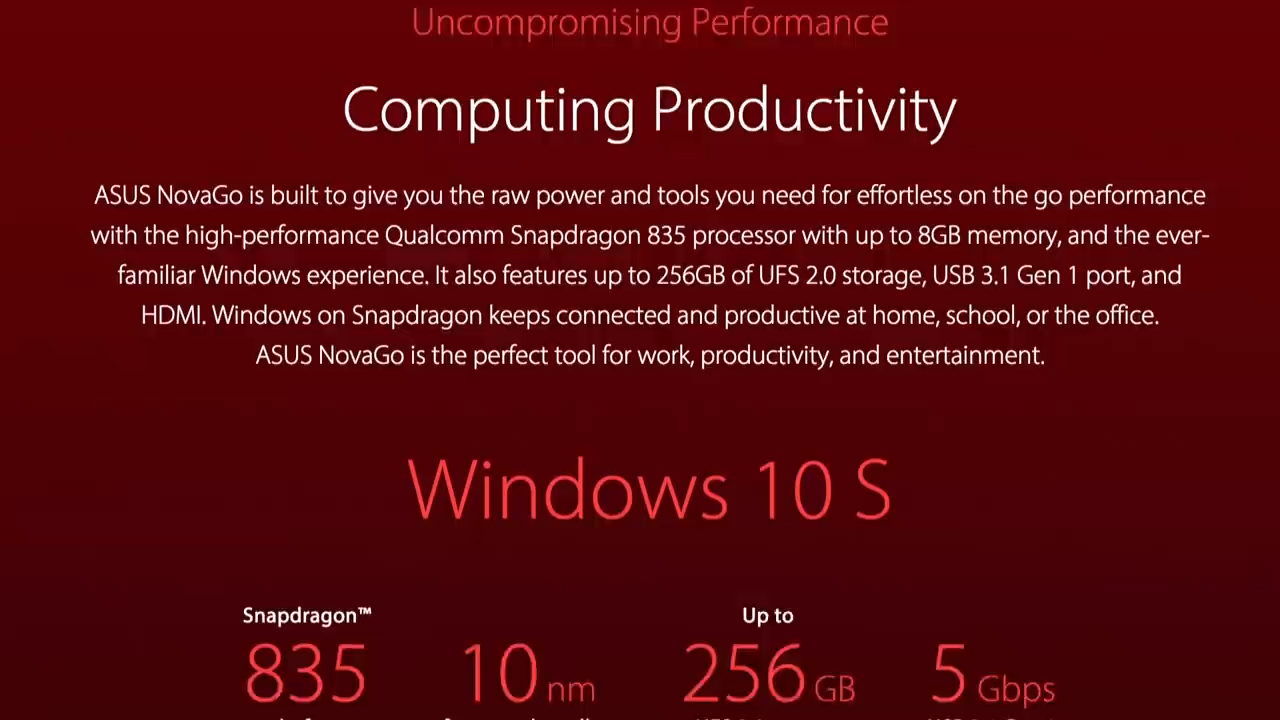 Uncompromising Performance
Computing Productivity
ASUS NovaGo is built to give you the raw power and tools you need for effortless on the go performance
with the high-performance Qualcomm Snapdragon 835 processor with up to 8GB memory, and the ever-
familiar Windows experience. It also features up to 256GB of UFS 2.0 storage, USB 3.1 Gen 1 port, and
HDMI. Windows on Snapdragon keeps connected and productive at home, school, or the office.
ASUS NovaGo is the perfect tool for work, productivity, and entertainment.
Windows 10 S
Snapdragon™ Up to
835 10 nm 256 GB 5 Gbps